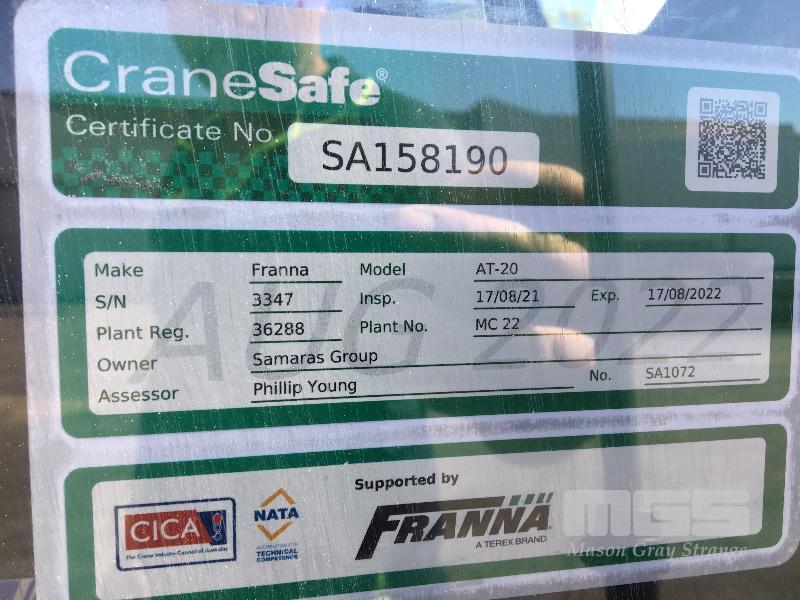 CraneSafe®
Certificate No SA158190
Make Franna Model AT-20
S/N 3347 Insp. 17/08/21 Exp. 17/08/2022
Plant Reg. 36288 Plant No. MC 22
Owner Samaras Group
Assessor Phillip Young No. SA1072
AUG 2022
Supported by
CICA
The Crane Industry Council of Australia
NATA
ACCREDITED FOR
TECHNICAL
COMPETENCE
FRANNA
A TEREX BRAND
MGS
Mason Gray Strange